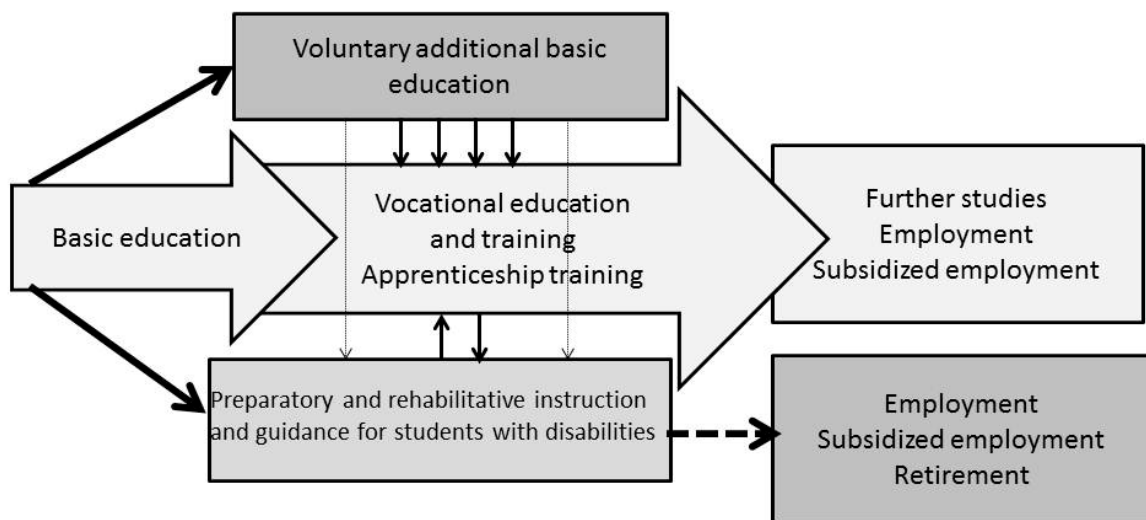 Voluntary additional basic
education
Basic education
Vocational education
and training
Apprenticeship training
Further studies
Employment
Subsidized employment
Preparatory and rehabilitative instruction
and guidance for students with disabilities
Employment
Subsidized employment
Retirement